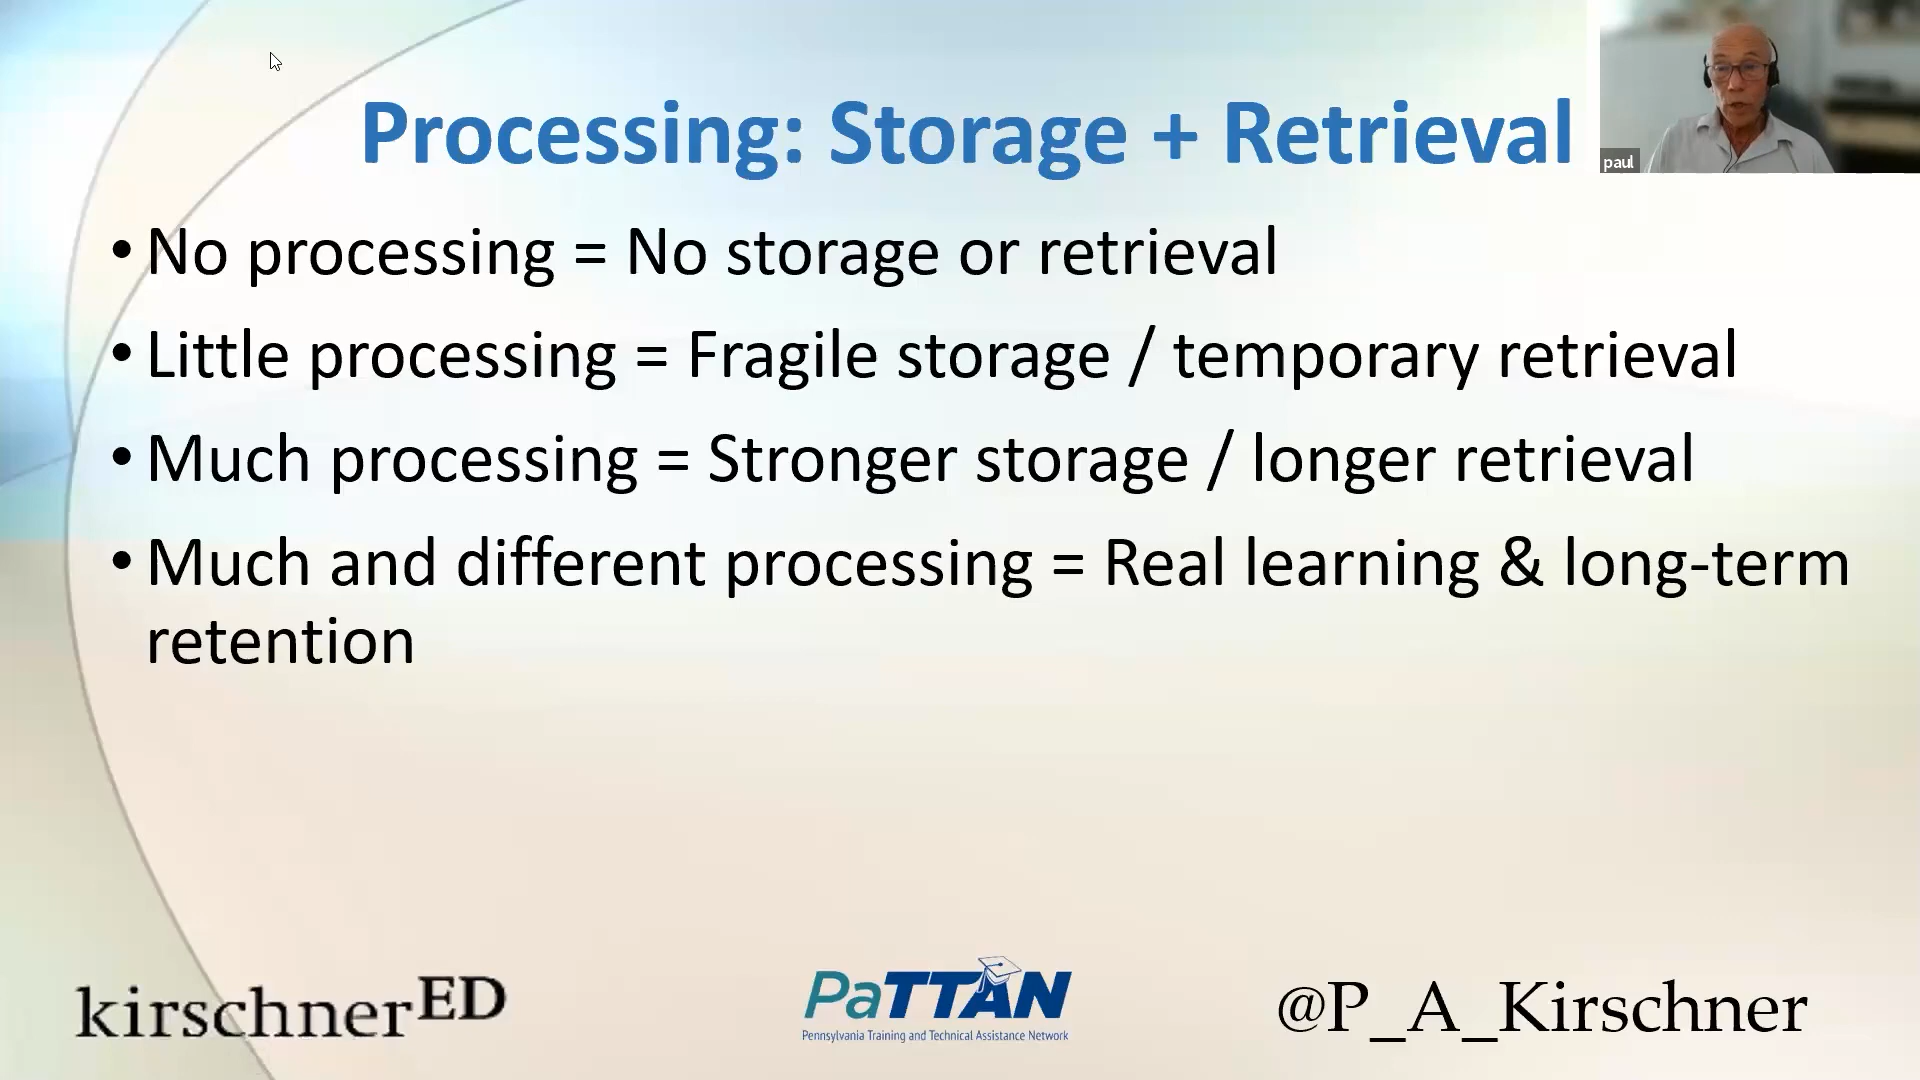 Processing: Storage + Retrieval
paul
• No processing = No storage or retrieval
• Little processing = Fragile storage / temporary retrieval
• Much processing = Stronger storage / longer retrieval
• Much and different processing = Real learning & long-term
retention
kirschnerED
PaTTAN
Pennsylvania Training and Technical Assistance Network
@P_A_Kirschner